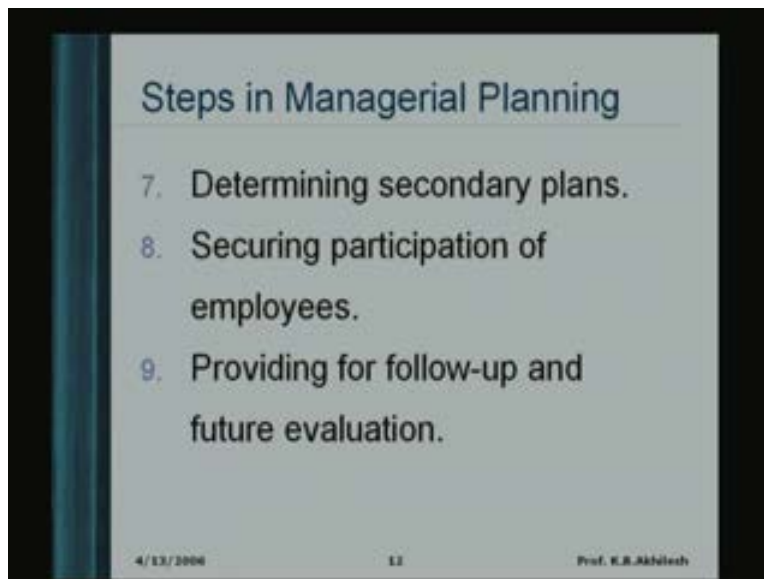 Steps in Managerial Planning
7. Determining secondary plans.
8. Securing participation of
employees.
9. Providing for follow-up and
future evaluation.
4/13/2006 12 Prof. K.B.Akhilesh